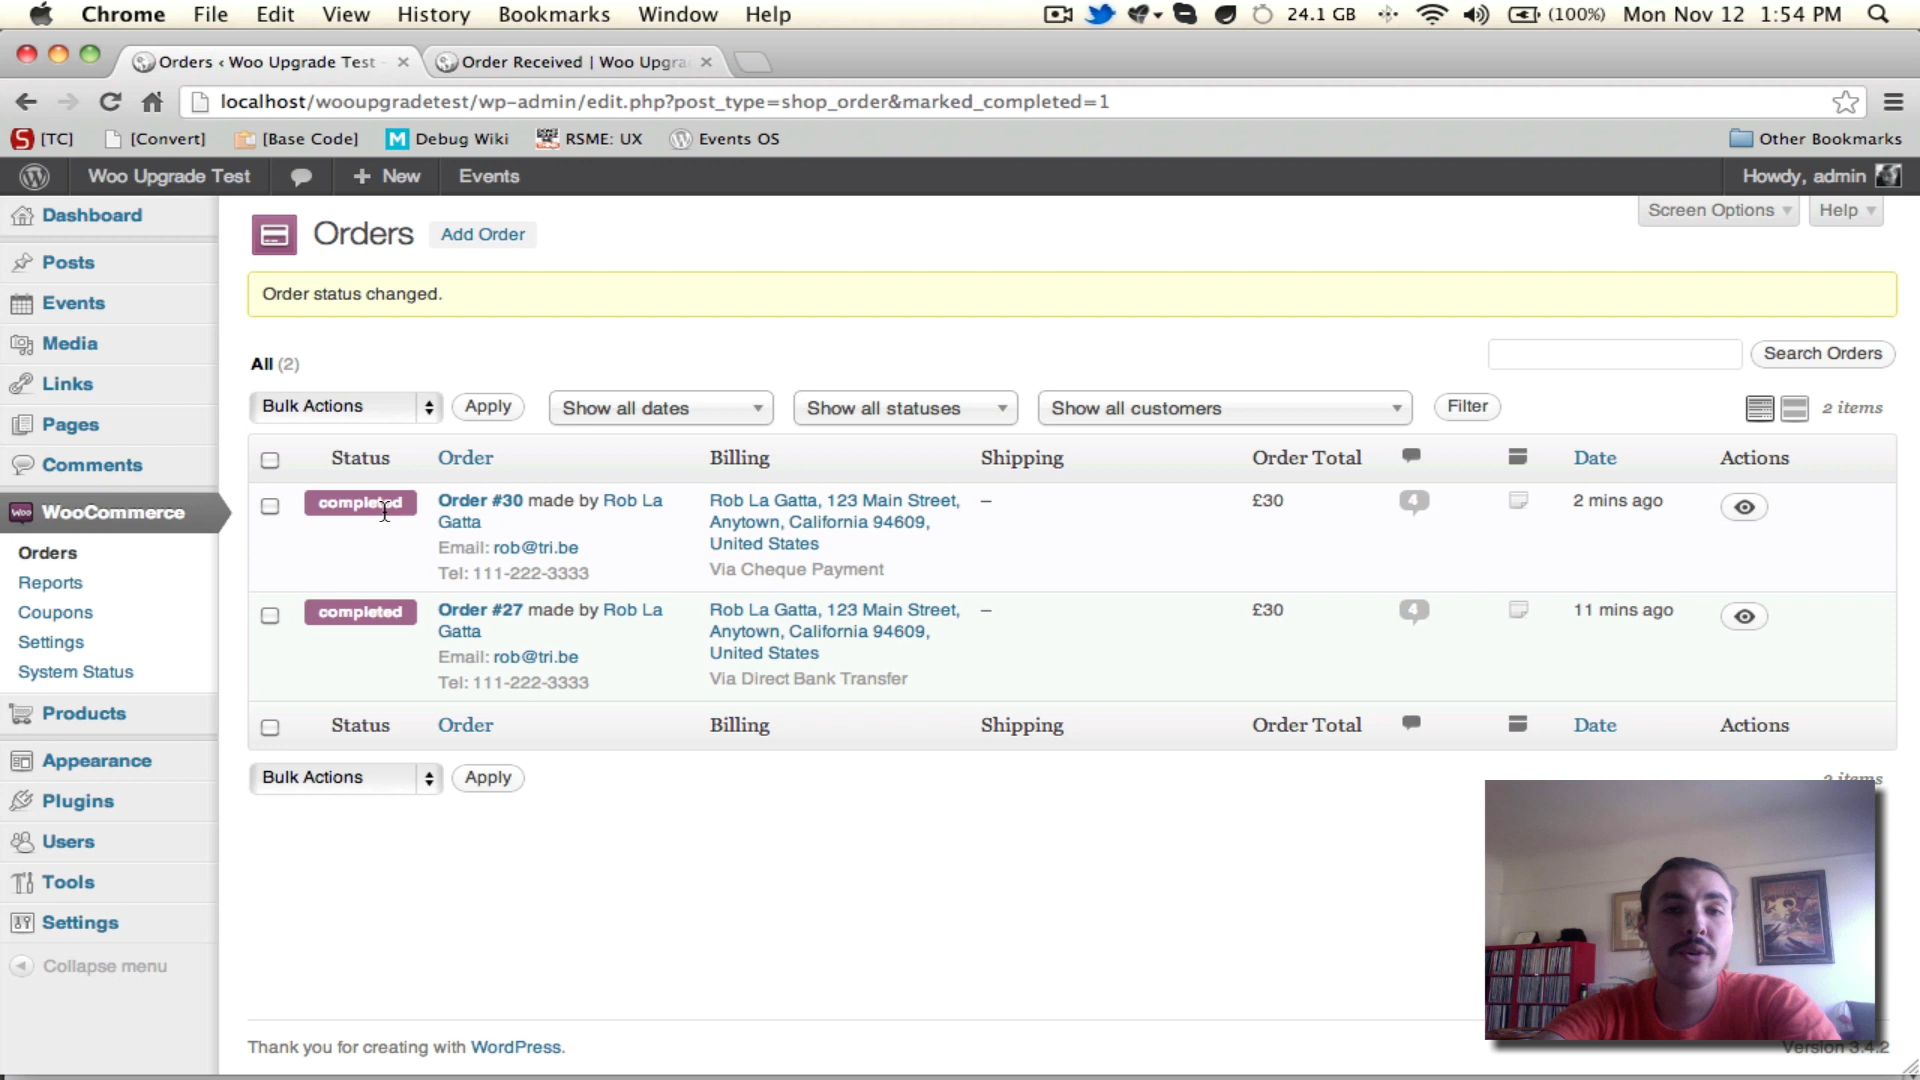 Chrome File Edit View History Bookmarks Window Help 24.1 GB (100%) Mon Nov 12 1:54 PM
Orders ‹ Woo Upgrade Test Order Received | Woo Upgra
localhost/wooupgradetest/wp-admin/edit.php?post_type=shop_order&marked_completed=1
[TC] [Convert] [Base Code] M Debug Wiki RSME: UX Events OS Other Bookmarks
Woo Upgrade Test + New Events Howdy, admin
Screen Options Help
Dashboard
Posts
Events
Media
Links
Pages
Comments
WooCommerce
Orders
Reports
Coupons
Settings
System Status
Products
Appearance
Plugins
Users
Tools
Settings
Collapse menu
Orders Add Order
Order status changed.
All (2)
Search Orders
Bulk Actions Apply Show all dates Show all statuses Show all customers Filter 2 items
Status Order Billing Shipping Order Total Date Actions
completed Order #30 made by Rob La Rob La Gatta, 123 Main Street, – £30 4 2 mins ago
Gatta Anytown, California 94609,
Email: rob@tri.be United States
Tel: 111-222-3333 Via Cheque Payment
completed Order #27 made by Rob La Rob La Gatta, 123 Main Street, – £30 4 11 mins ago
Gatta Anytown, California 94609,
Email: rob@tri.be United States
Tel: 111-222-3333 Via Direct Bank Transfer
Status Order Billing Shipping Order Total Date Actions
Bulk Actions Apply 2 items
Thank you for creating with WordPress.
Version 3.4.2